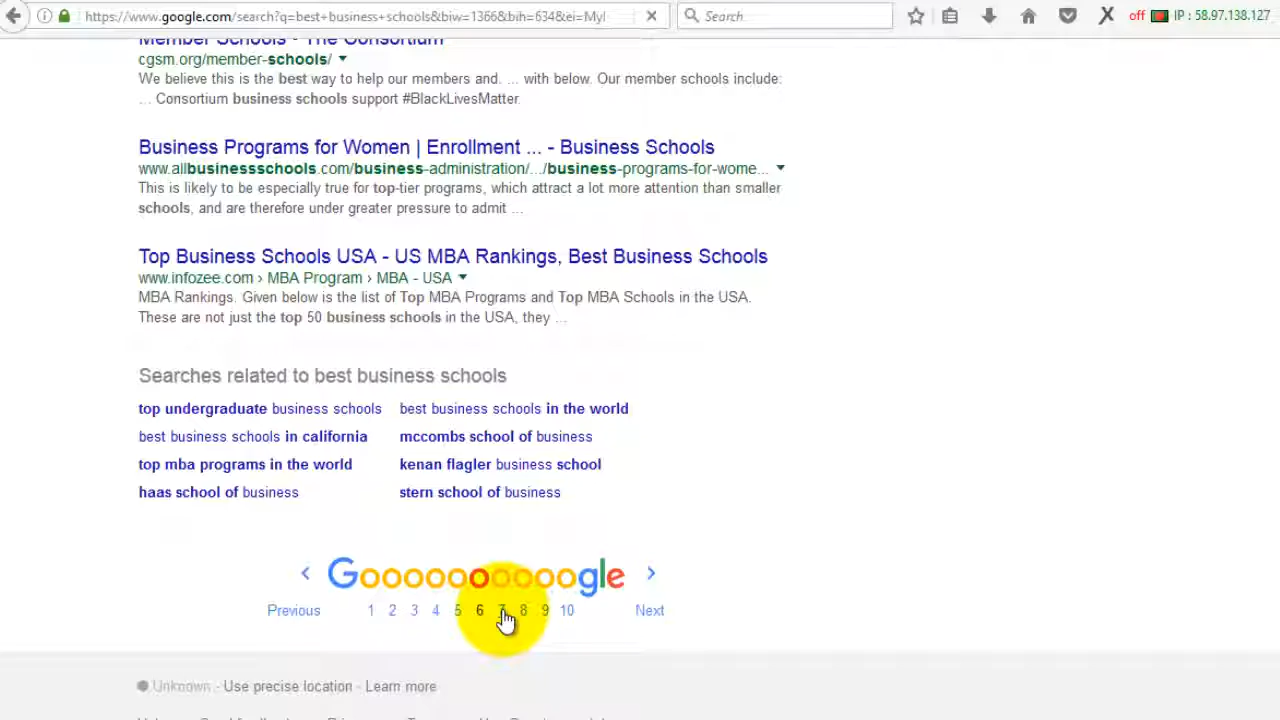 https://www.google.com/search?q=best+business+schools&biw=1366&bih=634&ei=Myl
Search
off IP : 58.97.138.127
Member Schools - The Consortium
cgsm.org/member-schools/
We believe this is the best way to help our members and. ... with below. Our member schools include:
... Consortium business schools support #BlackLivesMatter.
Business Programs for Women | Enrollment ... - Business Schools
www.allbusinessschools.com/business-administration/.../business-programs-for-wome...
This is likely to be especially true for top-tier programs, which attract a lot more attention than smaller
schools, and are therefore under greater pressure to admit ...
Top Business Schools USA - US MBA Rankings, Best Business Schools
www.infozee.com › MBA Program › MBA - USA
MBA Rankings. Given below is the list of Top MBA Programs and Top MBA Schools in the USA.
These are not just the top 50 business schools in the USA, they ...
Searches related to best business schools
top undergraduate business schools best business schools in the world
best business schools in california mccombs school of business
top mba programs in the world kenan flagler business school
haas school of business stern school of business
< Goooooooooogle >
Previous 1 2 3 4 5 6 7 8 9 10 Next
Unknown - Use precise location - Learn more